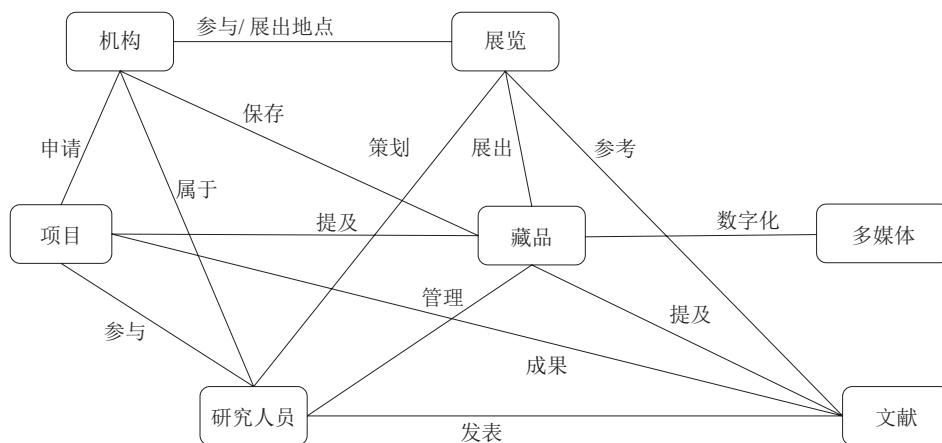 机构
参与/ 展出地点
展览
保存
申请
策划
展出
参考
属于
项目
提及
藏品
数字化
多媒体
管理
提及
参与
成果
研究人员
发表
文献